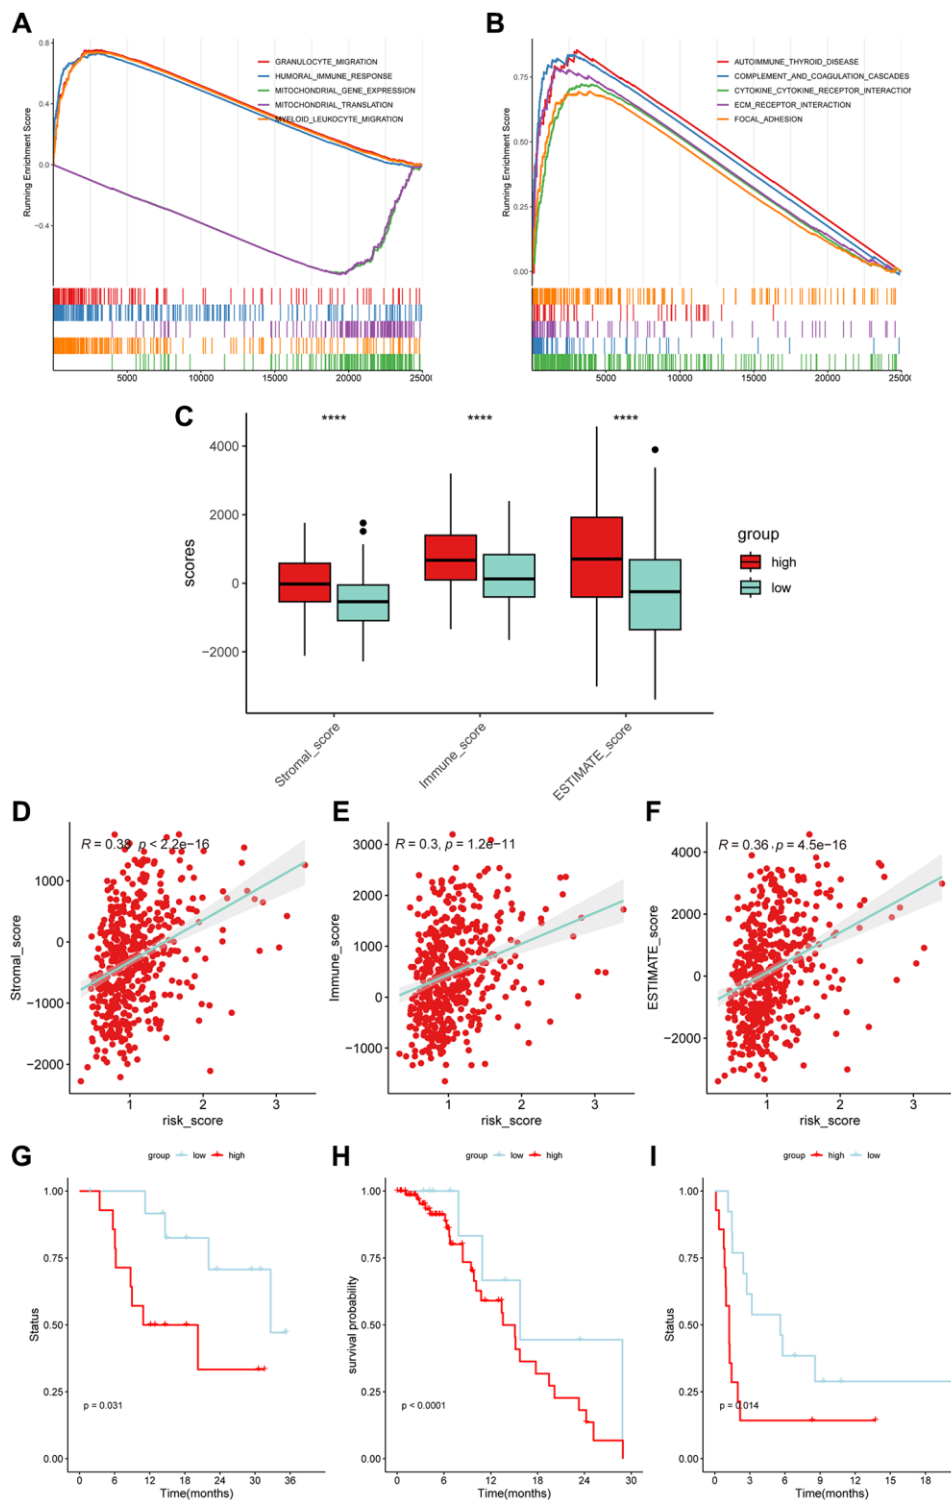 A
0.8
0.4
0.0
−0.4
Running Enrichment Score
GRANULOCYTE_MIGRATION
HUMORAL_IMMUNE_RESPONSE
MITOCHONDRIAL_GENE_EXPRESSION
MITOCHONDRIAL_TRANSLATION
MYELOID_LEUKOCYTE_MIGRATION
5000 10000 15000 20000 2500
B
0.75
0.50
0.25
0.00
Running Enrichment Score
AUTOIMMUNE_THYROID_DISEASE
COMPLEMENT_AND_COAGULATION_CASCADES
CYTOKINE_CYTOKINE_RECEPTOR_INTERACTION
ECM_RECEPTOR_INTERACTION
FOCAL_ADHESION
5000 10000 15000 20000 2500
C
**** **** ****
4000
2000
0
−2000
scores
Stromal_score
Immune_score
ESTIMATE_score
group
high
low
D
R = 0.38 p < 2.2e−16
1000
0
−1000
−2000
Stromal_score
1 2 3
risk_score
E
R = 0.3, p = 1.2e−11
3000
2000
1000
0
−1000
Immune_score
1 2 3
risk_score
F
R = 0.36, p = 4.5e−16
4000
2000
0
−2000
ESTIMATE_score
1 2 3
risk_score
G
group low high
1.00
0.75
0.50
0.25
0.00
Status
p = 0.031
0 6 12 18 24 30 36
Time(months)
H
group low high
1.00
0.75
0.50
0.25
0.00
survival probability
p < 0.0001
0 6 12 18 24 30
Time(months)
I
group high low
1.00
0.75
0.50
0.25
0.00
Status
p = 0.014
0 3 6 9 12 15 18
Time(months)